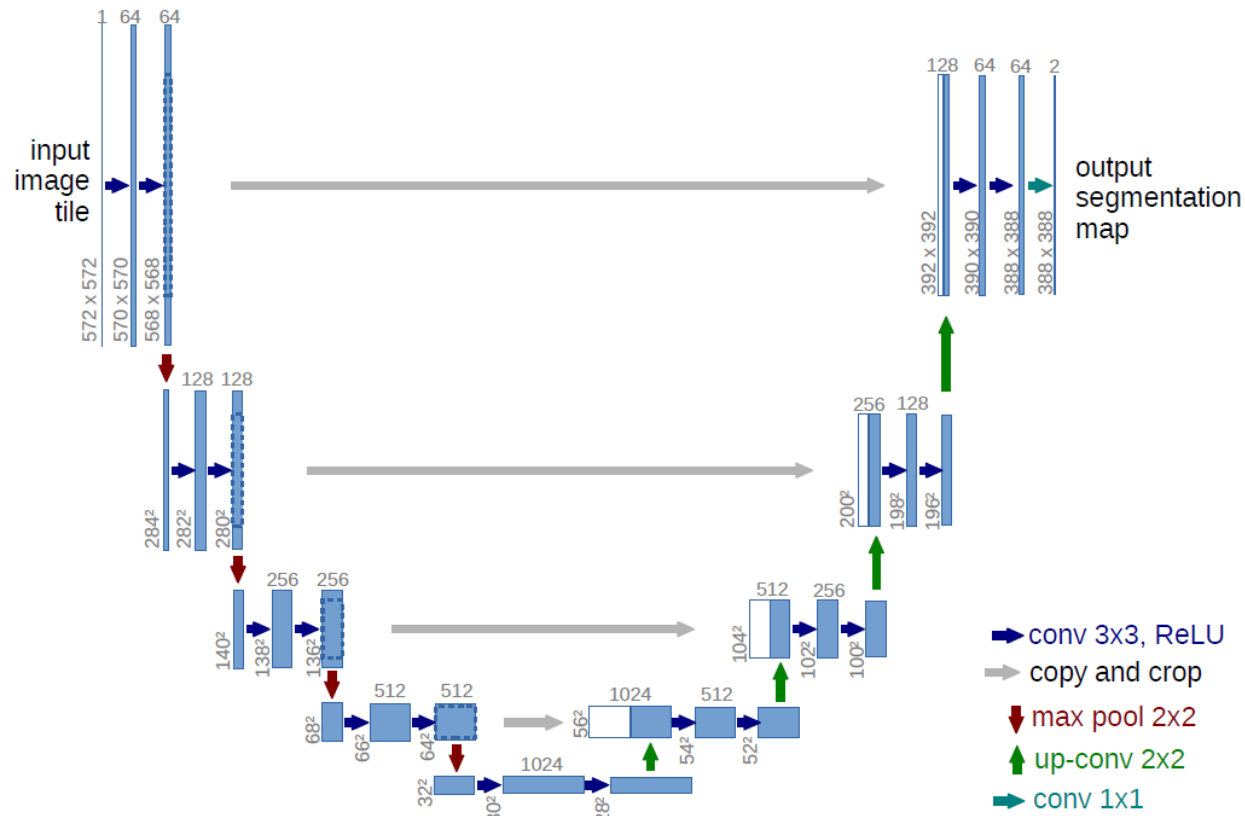 1 64 64
input
image
tile
572 x 572
570 x 570
568 x 568
128 64 64 2
392 x 392
390 x 390
388 x 388
388 x 388
output
segmentation
map
128 128
284²
282²
280²
256 128
200²
198²
196²
256 256
140²
138²
136²
512 256
104²
102²
100²
512 512
68²
66²
64²
1024 512
56²
54²
52²
1024
32²
30²
28²
conv 3x3, ReLU
copy and crop
max pool 2x2
up-conv 2x2
conv 1x1